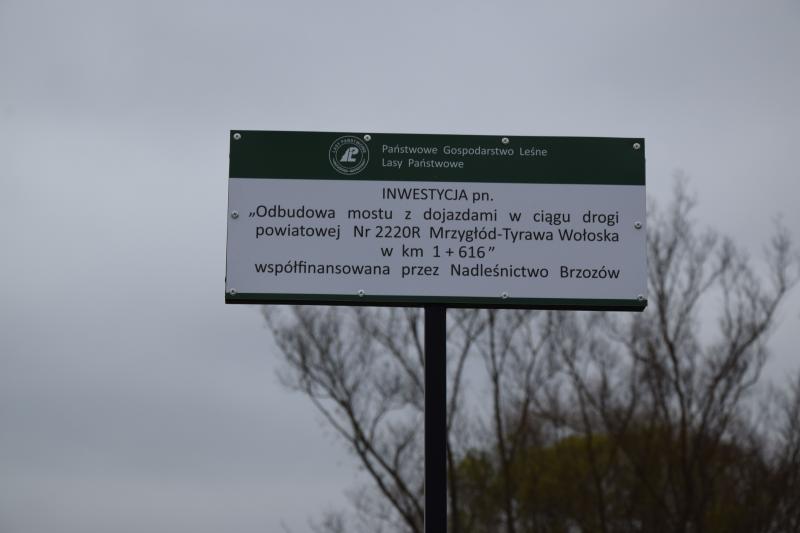 Państwowe Gospodarstwo Leśne
Lasy Państwowe
INWESTYCJA pn.
„Odbudowa mostu z dojazdami w ciągu drogi
powiatowej Nr 2220R Mrzygłód-Tyrawa Wołoska
w km 1 + 616”
współfinansowana przez Nadleśnictwo Brzozów